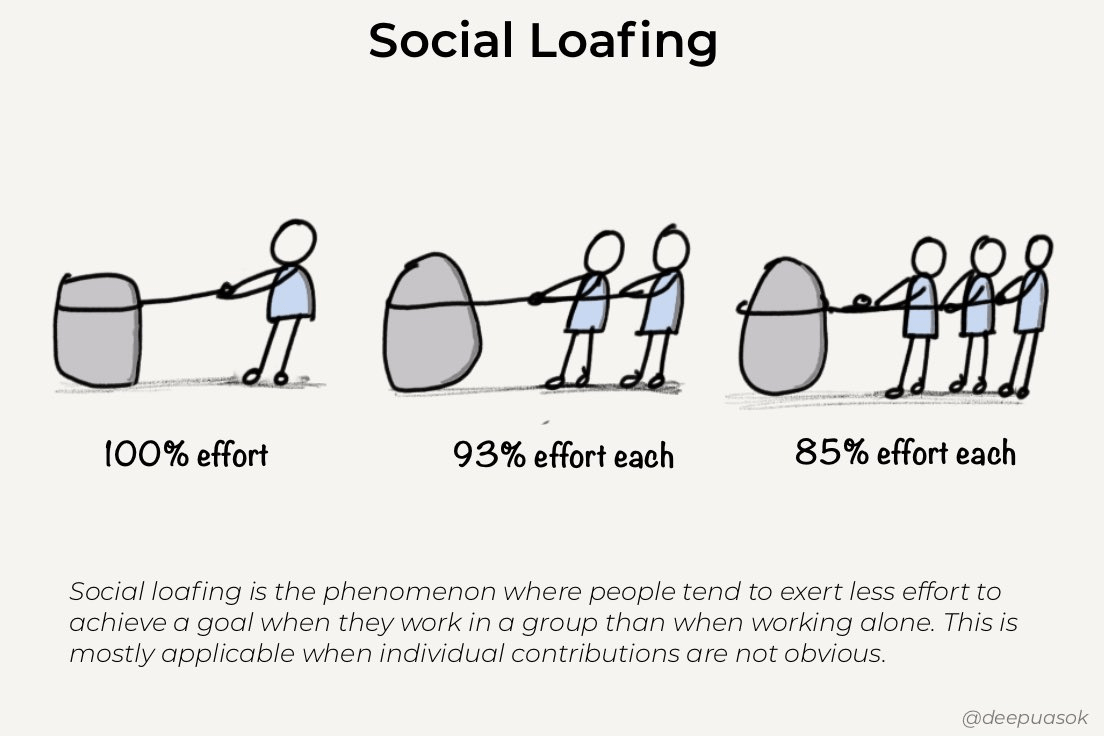 Social Loafing
100% effort
93% effort each
85% effort each
Social loafing is the phenomenon where people tend to exert less effort to
achieve a goal when they work in a group than when working alone. This is
mostly applicable when individual contributions are not obvious.
@deepuasok